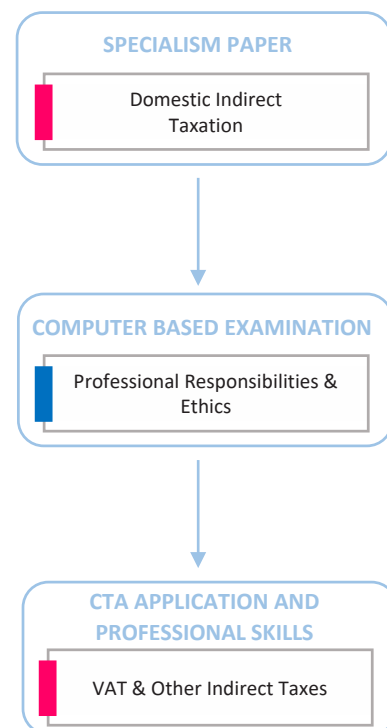 SPECIALISM PAPER
Domestic Indirect
Taxation
COMPUTER BASED EXAMINATION
Professional Responsibilities &
Ethics
CTA APPLICATION AND
PROFESSIONAL SKILLS
VAT & Other Indirect Taxes